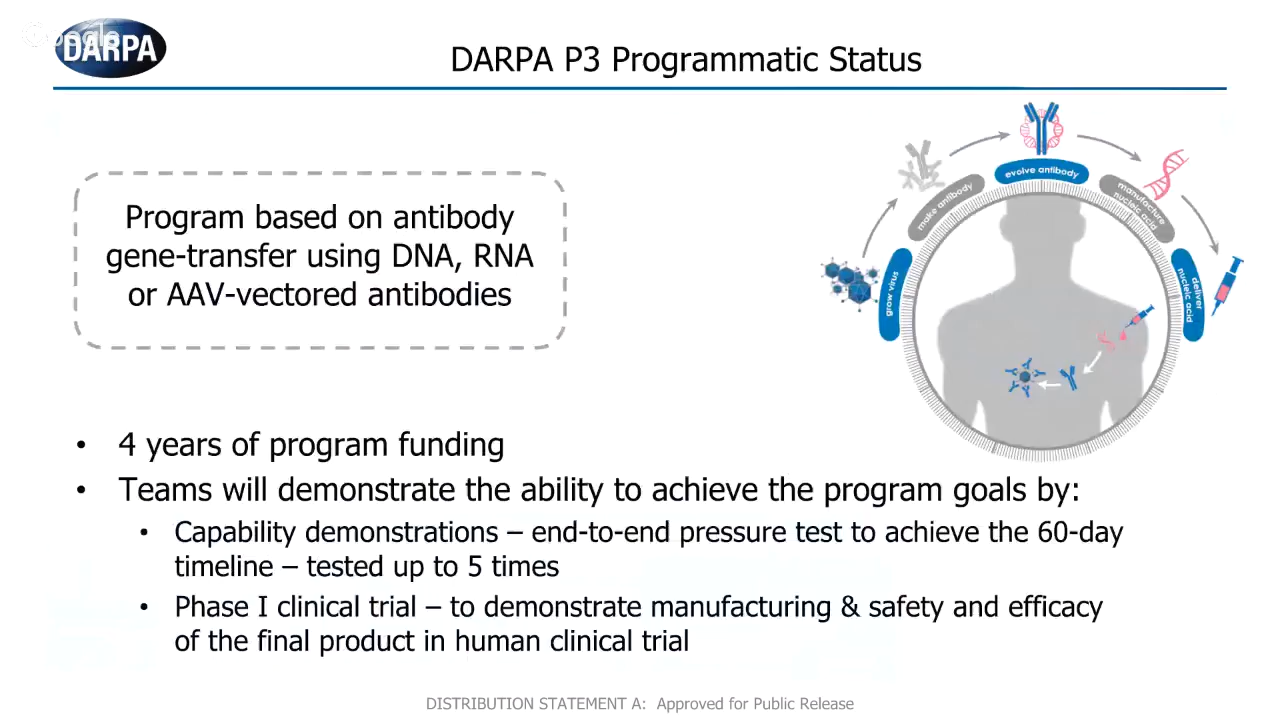 Google
DARPA
DARPA P3 Programmatic Status
Program based on antibody
gene-transfer using DNA, RNA
or AAV-vectored antibodies
grow virus
make antibody
evolve antibody
manufacture
nucleic acid
deliver
nucleic acid
• 4 years of program funding
• Teams will demonstrate the ability to achieve the program goals by:
• Capability demonstrations – end-to-end pressure test to achieve the 60-day
timeline – tested up to 5 times
• Phase I clinical trial – to demonstrate manufacturing & safety and efficacy
of the final product in human clinical trial
DISTRIBUTION STATEMENT A: Approved for Public Release